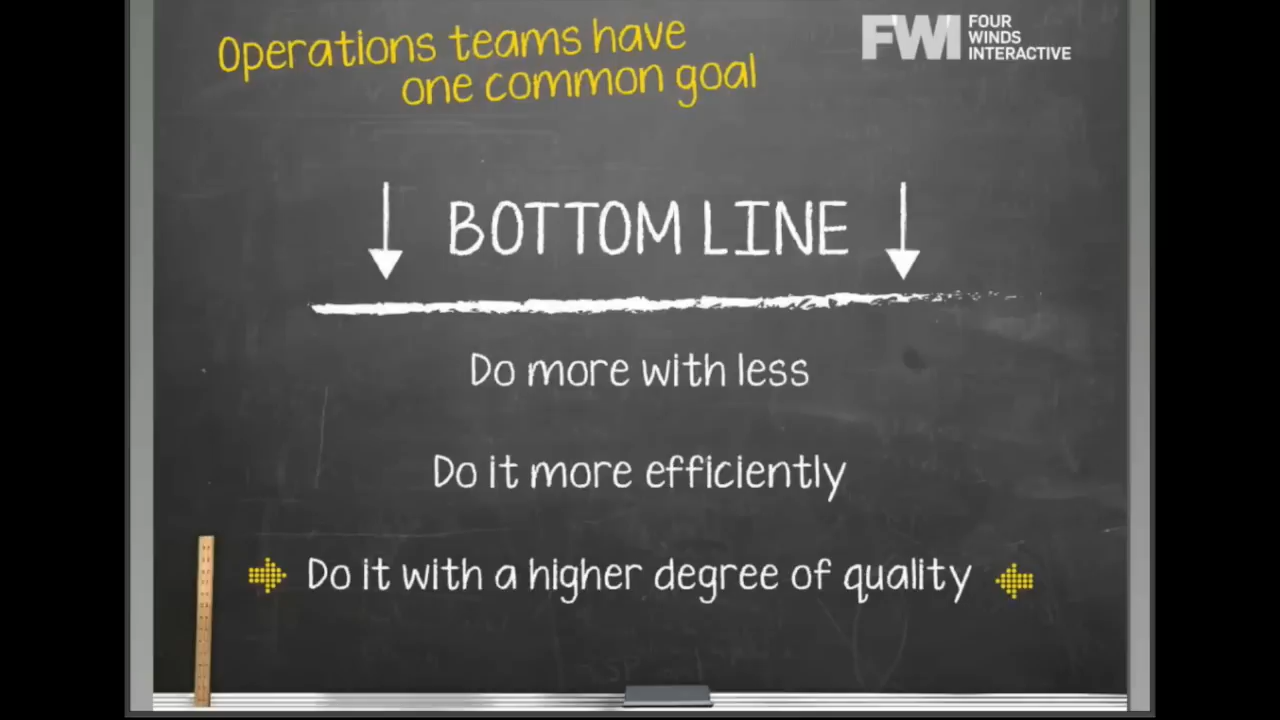 Operations teams have
one common goal
FWI FOUR
WINDS
INTERACTIVE
BOTTOM LINE
Do more with less
Do it more efficiently
Do it with a higher degree of quality